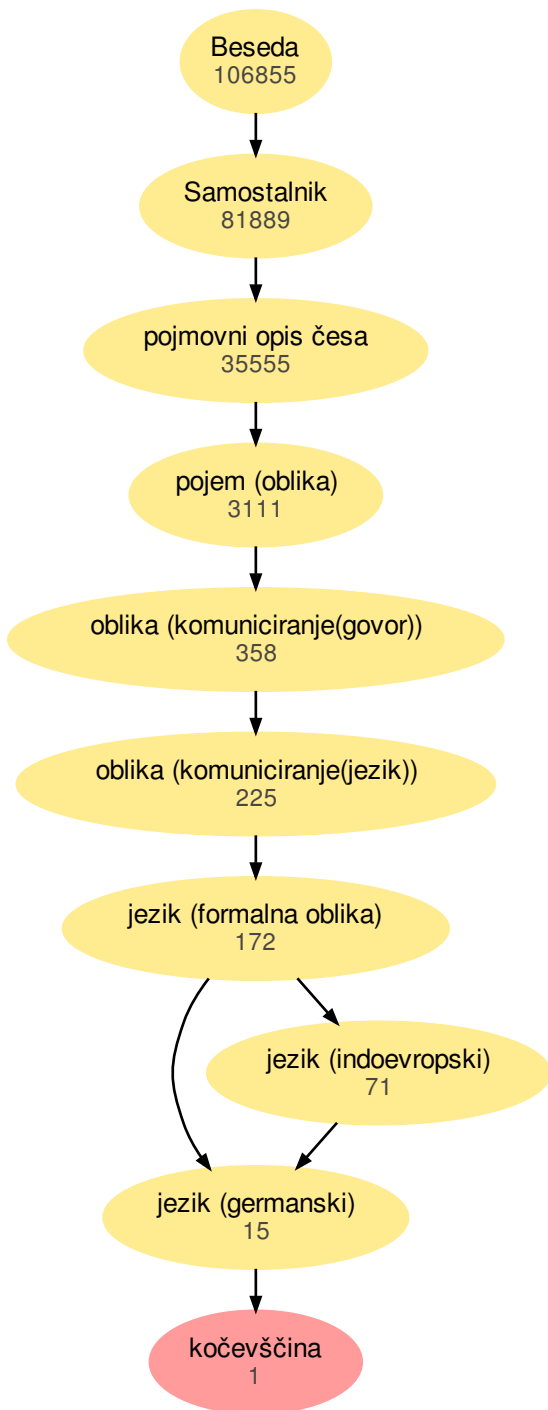 Beseda
106855
Samostalnik
81889
pojmovni opis česa
35555
pojem (oblika)
3111
oblika (komuniciranje(govor))
358
oblika (komuniciranje(jezik))
225
jezik (formalna oblika)
172
jezik (indoevropski)
71
jezik (germanski)
15
kočevščina
1